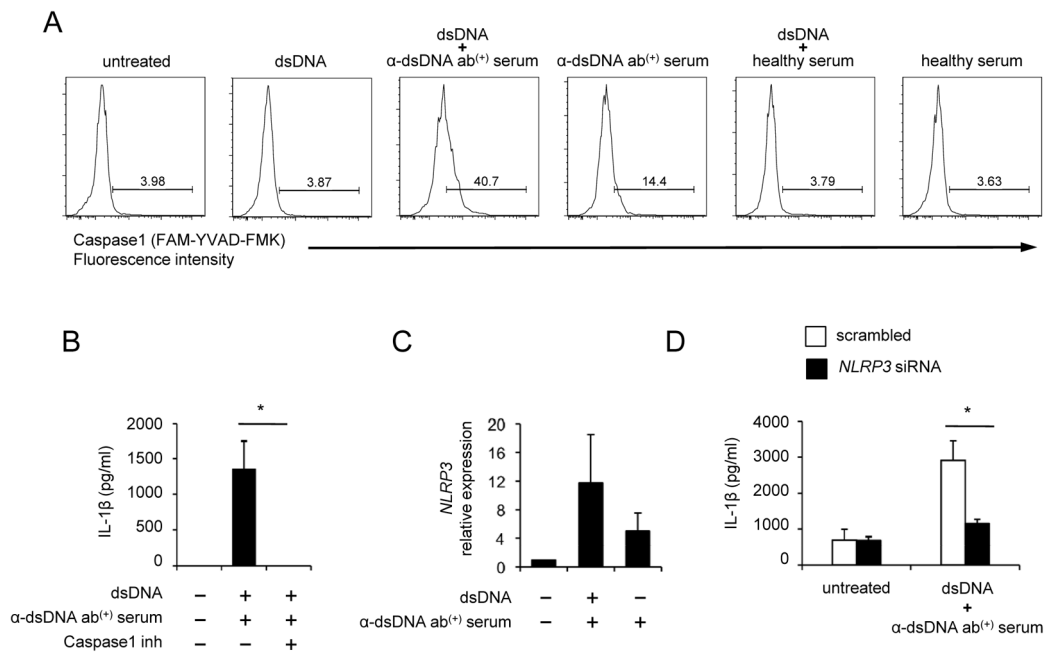 A
untreated
dsDNA
dsDNA
+
α-dsDNA ab(+) serum
α-dsDNA ab(+) serum
dsDNA
+
healthy serum
healthy serum
3.98
3.87
40.7
14.4
3.79
3.63
Caspase1 (FAM-YVAD-FMK)
Fluorescence intensity
B
*
IL-1β (pg/ml)
2000
1500
1000
500
0
dsDNA – + +
α-dsDNA ab(+) serum – + +
Caspase1 inh – – +
C
NLRP3
relative expression
20
16
12
8
4
0
dsDNA – + –
α-dsDNA ab(+) serum – + +
D
scrambled
NLRP3 siRNA
*
IL-1β (pg/ml)
4000
3000
2000
1000
0
untreated
dsDNA
+
α-dsDNA ab(+) serum